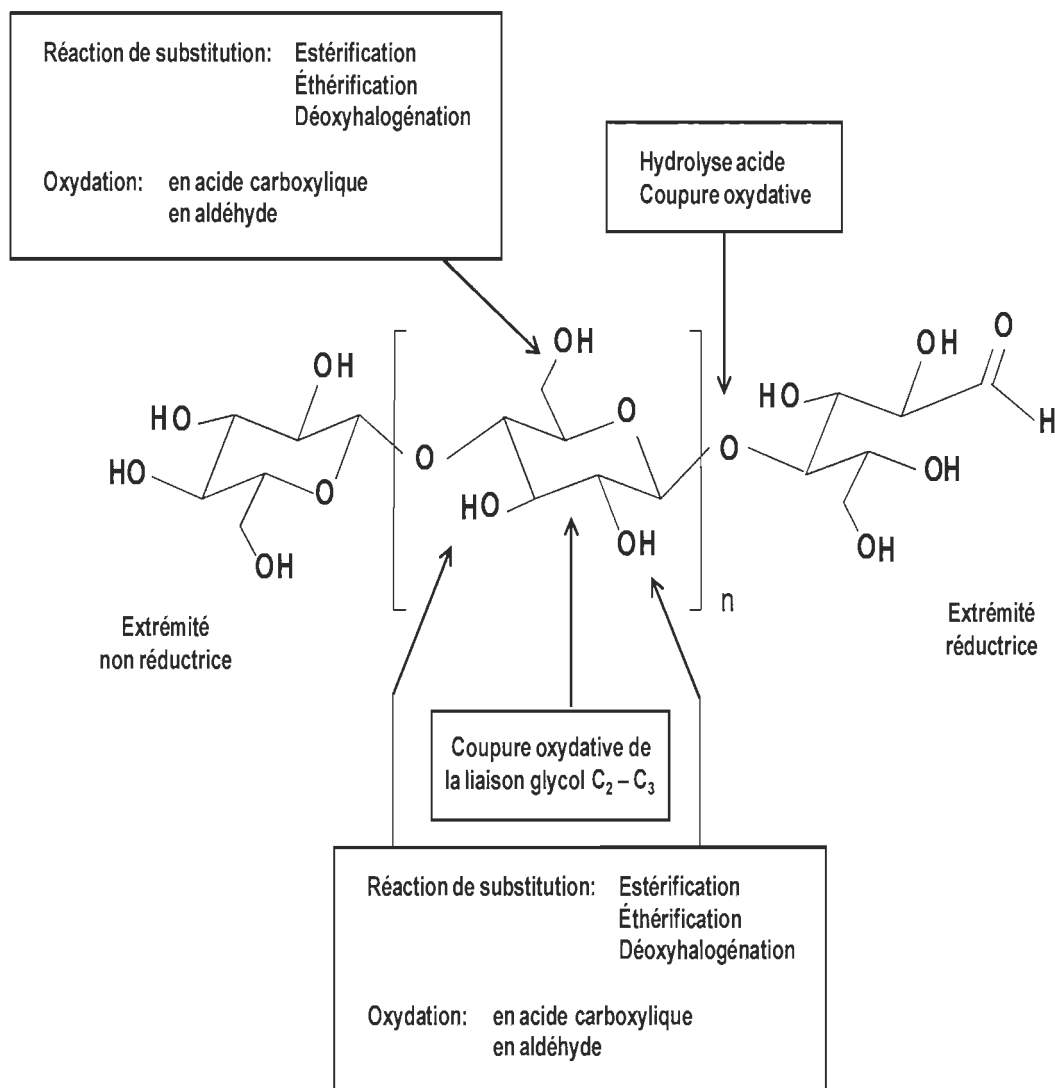 Réaction de substitution: Estérification
Éthérification
Déoxyhalogénation
Oxydation: en acide carboxylique
en aldéhyde
Hydrolyse acide
Coupure oxydative
OH
O
OH
OH
HO
HO
O
HO
O
H
HO
O
HO
O
OH
OH
OH
OH
n
Extrémité
non réductrice
Extrémité
réductrice
Coupure oxydative de
la liaison glycol C₂ – C₃
Réaction de substitution: Estérification
Éthérification
Déoxyhalogénation
Oxydation: en acide carboxylique
en aldéhyde